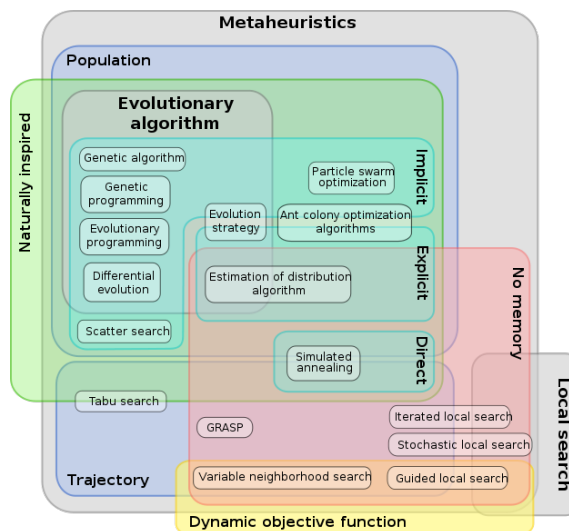 Metaheuristics
Population
Naturally inspired
Evolutionary
algorithm
Implicit
Genetic algorithm
Particle swarm
optimization
Genetic
programming
Evolution
strategy
Ant colony optimization
algorithms
Evolutionary
programming
Explicit
Differential
evolution
Estimation of distribution
algorithm
No memory
Scatter search
Direct
Simulated
annealing
Tabu search
Local search
Iterated local search
GRASP
Stochastic local search
Trajectory
Variable neighborhood search
Guided local search
Dynamic objective function